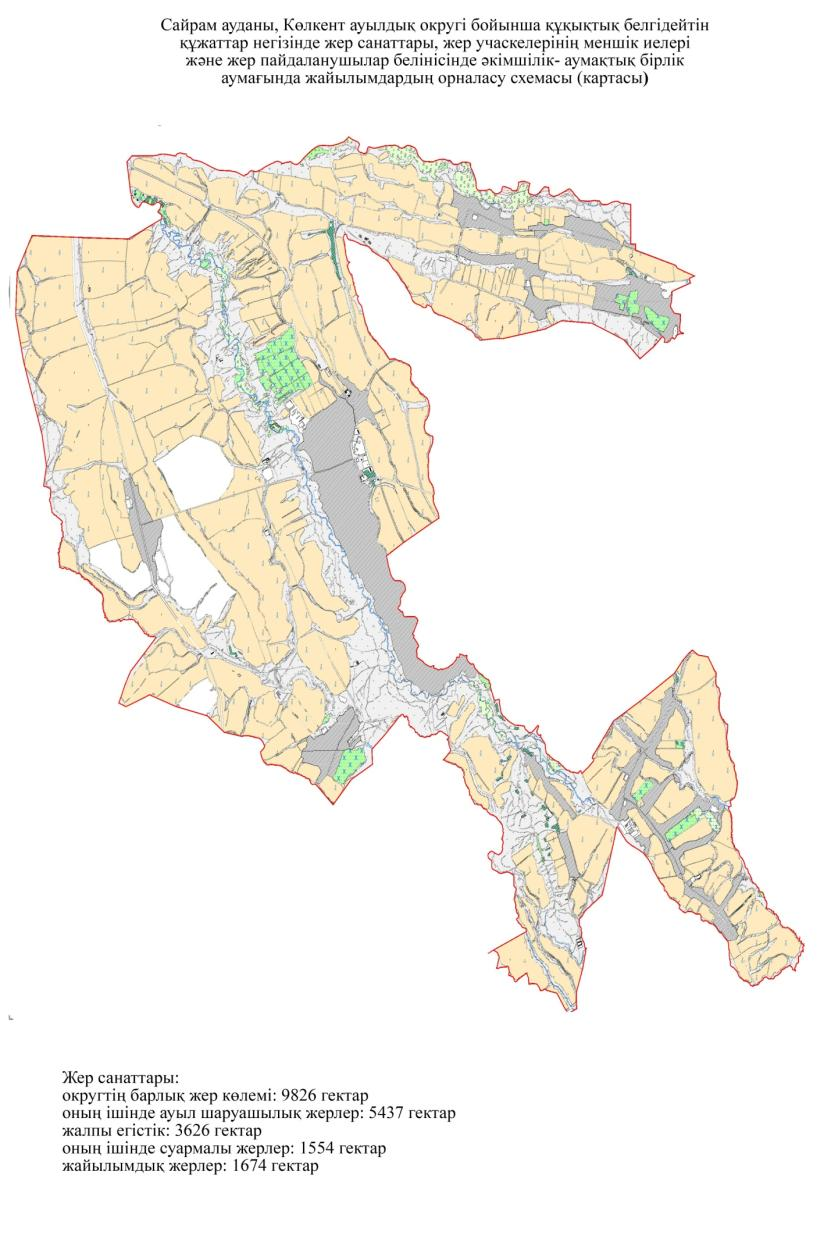 Сайрам ауданы, Көлкент ауылдық округі бойынша құқықтық белгідейтін
құжаттар негізінде жер санаттары, жер учаскелерінің меншік иелері
және жер пайдаланушылар белінісінде әкімшілік- аумақтық бірлік
аумағында жайылымдардың орналасу схемасы (картасы)
Жер санаттары:
округтің барлық жер көлемі: 9826 гектар
оның ішінде ауыл шаруашылық жерлер: 5437 гектар
жалпы егістік: 3626 гектар
оның ішінде суармалы жерлер: 1554 гектар
жайылымдық жерлер: 1674 гектар